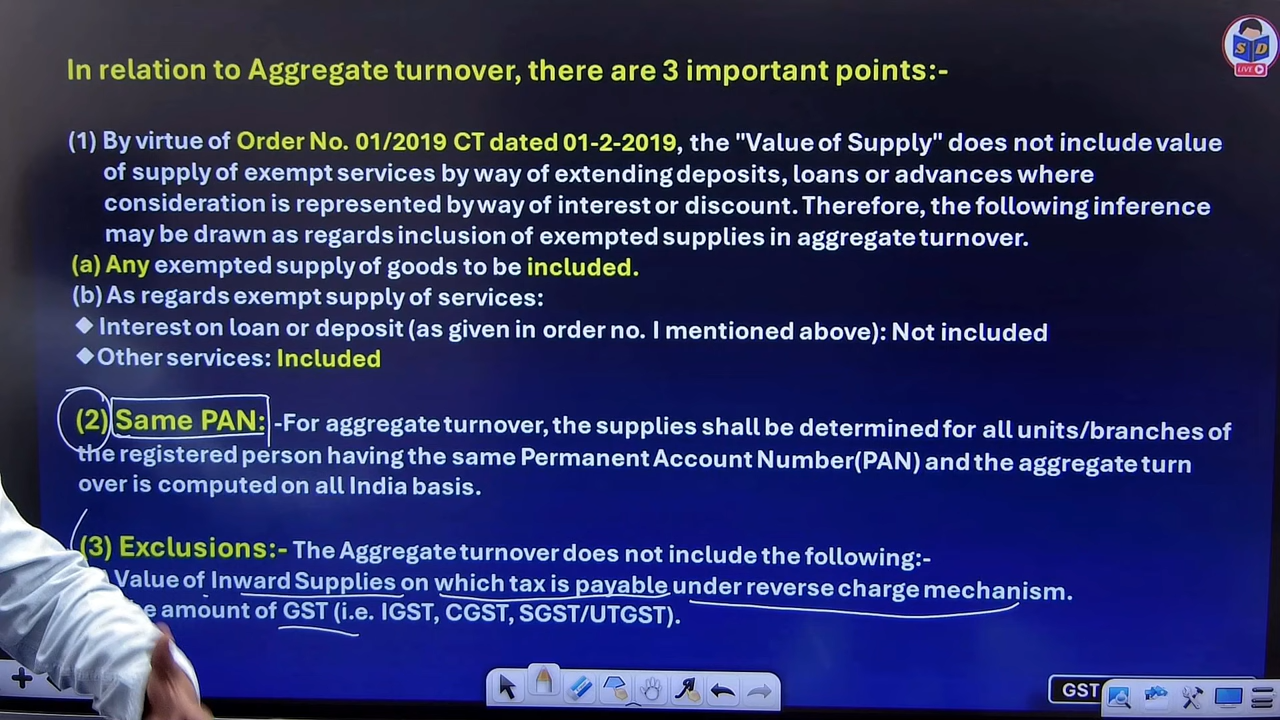 S D
LIVE
In relation to Aggregate turnover, there are 3 important points:-
(1) By virtue of Order No. 01/2019 CT dated 01-2-2019, the "Value of Supply" does not include value
of supply of exempt services by way of extending deposits, loans or advances where
consideration is represented by way of interest or discount. Therefore, the following inference
may be drawn as regards inclusion of exempted supplies in aggregate turnover.
(a) Any exempted supply of goods to be included.
(b) As regards exempt supply of services:
❖ Interest on loan or deposit (as given in order no. I mentioned above): Not included
❖ Other services: Included
(2) Same PAN: -For aggregate turnover, the supplies shall be determined for all units/branches of
the registered person having the same Permanent Account Number(PAN) and the aggregate turn
over is computed on all India basis.
(3) Exclusions:- The Aggregate turnover does not include the following:-
Value of Inward Supplies on which tax is payable under reverse charge mechanism.
amount of GST (i.e. IGST, CGST, SGST/UTGST).
GST